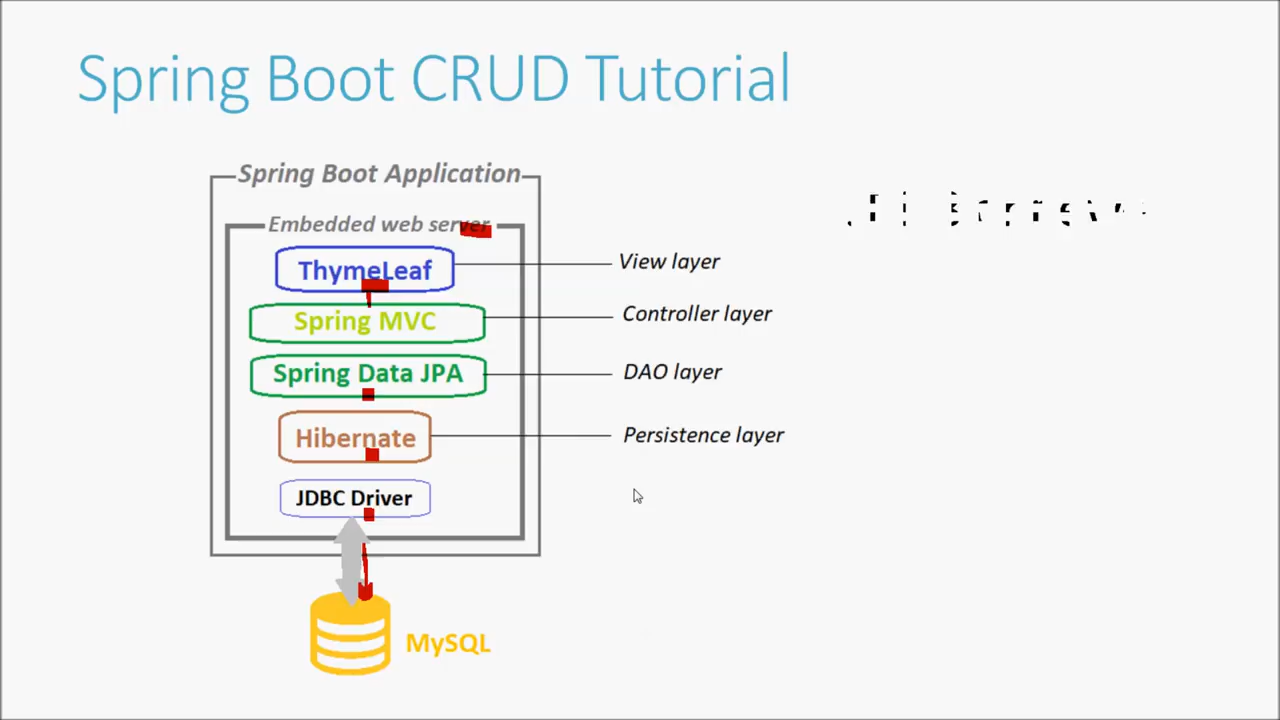 Spring Boot CRUD Tutorial
Spring Boot Application
Embedded web server
ThymeLeaf
View layer
Spring MVC
Controller layer
Spring Data JPA
DAO layer
Hibernate
Persistence layer
JDBC Driver
MySQL